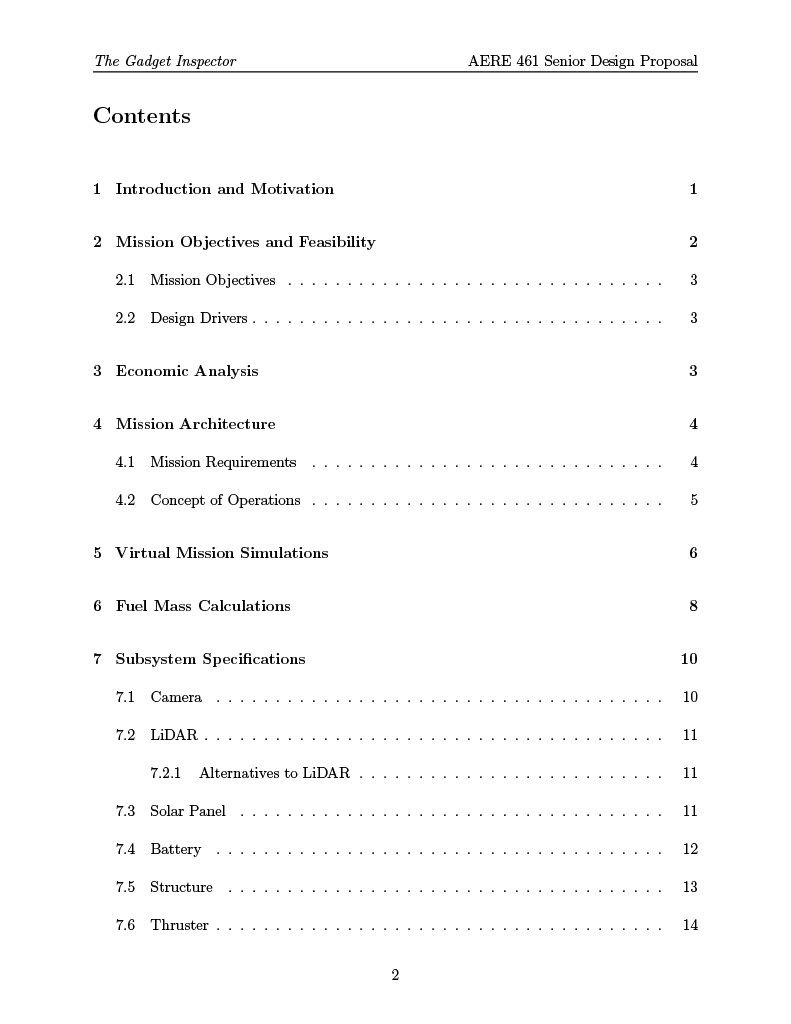 The Gadget Inspector AERE 461 Senior Design Proposal
Contents
1 Introduction and Motivation 1
2 Mission Objectives and Feasibility 2
2.1 Mission Objectives . . . . . . . . . . . . . . . . . . . . . . . . . . . . . . . . 3
2.2 Design Drivers . . . . . . . . . . . . . . . . . . . . . . . . . . . . . . . . . . . 3
3 Economic Analysis 3
4 Mission Architecture 4
4.1 Mission Requirements . . . . . . . . . . . . . . . . . . . . . . . . . . . . . . 4
4.2 Concept of Operations . . . . . . . . . . . . . . . . . . . . . . . . . . . . . . 5
5 Virtual Mission Simulations 6
6 Fuel Mass Calculations 8
7 Subsystem Specifications 10
7.1 Camera . . . . . . . . . . . . . . . . . . . . . . . . . . . . . . . . . . . . . . 10
7.2 LiDAR . . . . . . . . . . . . . . . . . . . . . . . . . . . . . . . . . . . . . . . 11
7.2.1 Alternatives to LiDAR . . . . . . . . . . . . . . . . . . . . . . . . . . 11
7.3 Solar Panel . . . . . . . . . . . . . . . . . . . . . . . . . . . . . . . . . . . . 11
7.4 Battery . . . . . . . . . . . . . . . . . . . . . . . . . . . . . . . . . . . . . . 12
7.5 Structure . . . . . . . . . . . . . . . . . . . . . . . . . . . . . . . . . . . . . 13
7.6 Thruster . . . . . . . . . . . . . . . . . . . . . . . . . . . . . . . . . . . . . . 14
2